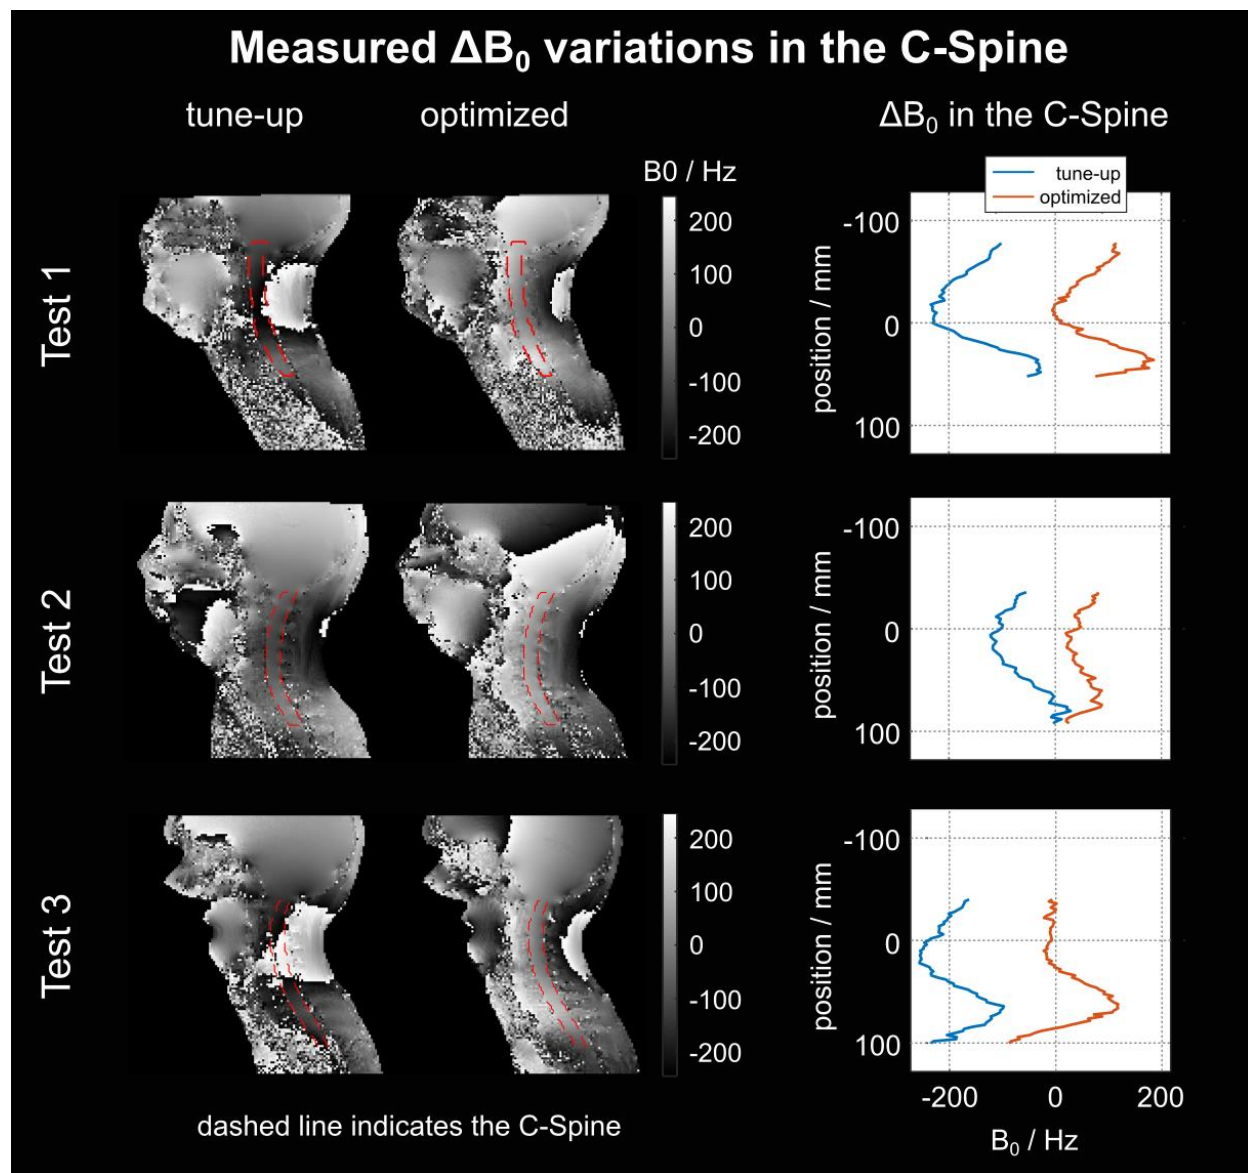 Measured ΔB₀ variations in the C-Spine
tune-up optimized ΔB₀ in the C-Spine
B0 / Hz
tune-up
optimized
Test 1
200
100
0
-100
-200
position / mm
-100
0
100
Test 2
200
100
0
-100
-200
position / mm
-100
0
100
Test 3
200
100
0
-100
-200
position / mm
-100
0
100
-200 0 200
B₀ / Hz
dashed line indicates the C-Spine